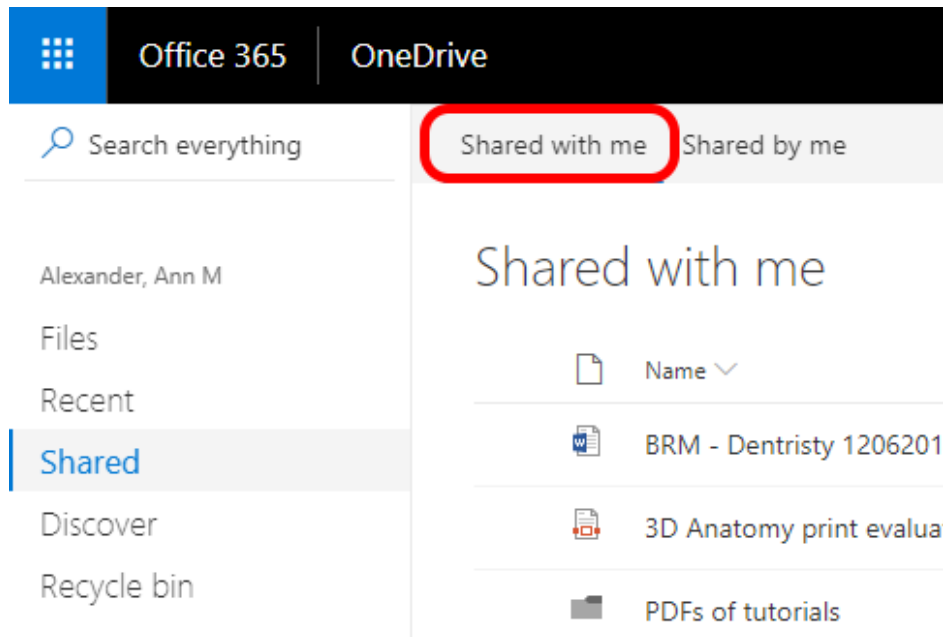 Office 365 OneDrive
Search everything
Shared with me Shared by me
Alexander, Ann M
Files
Recent
Shared
Discover
Recycle bin
Shared with me
Name
BRM - Dentristy 1206201
3D Anatomy print evalua
PDFs of tutorials